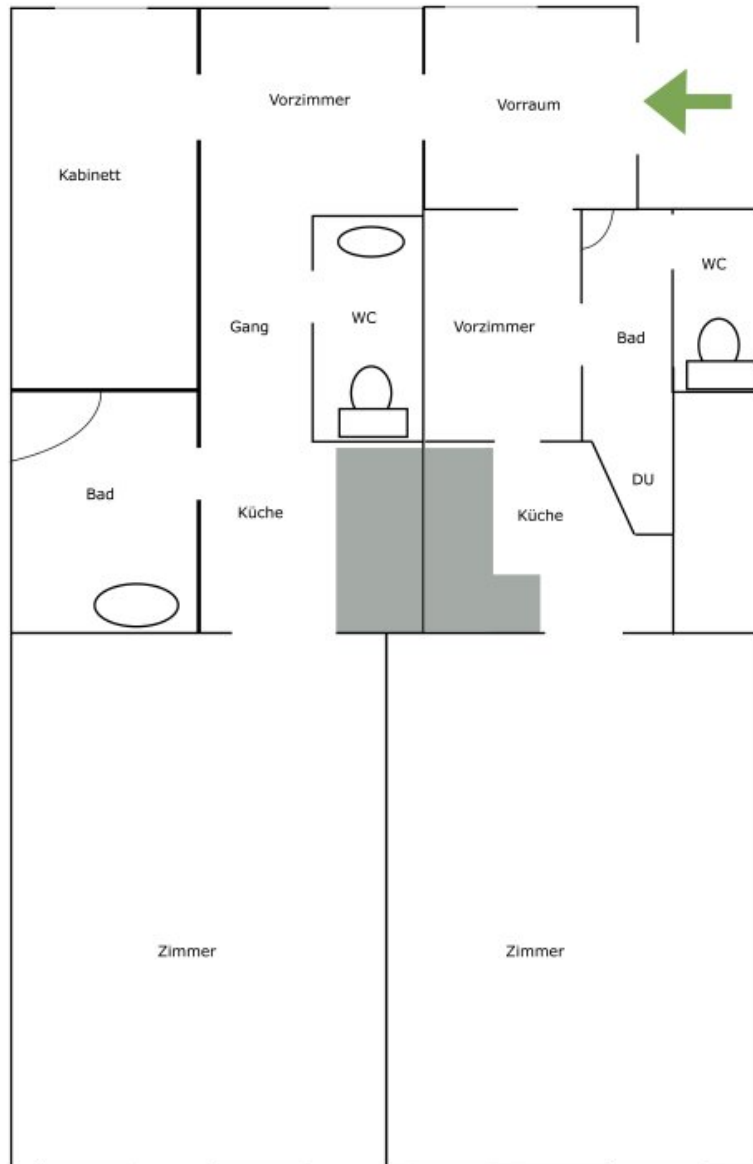 Vorzimmer
Vorraum
Kabinett
WC
Gang
WC
Vorzimmer
Bad
Bad
Küche
Küche
DU
Zimmer
Zimmer